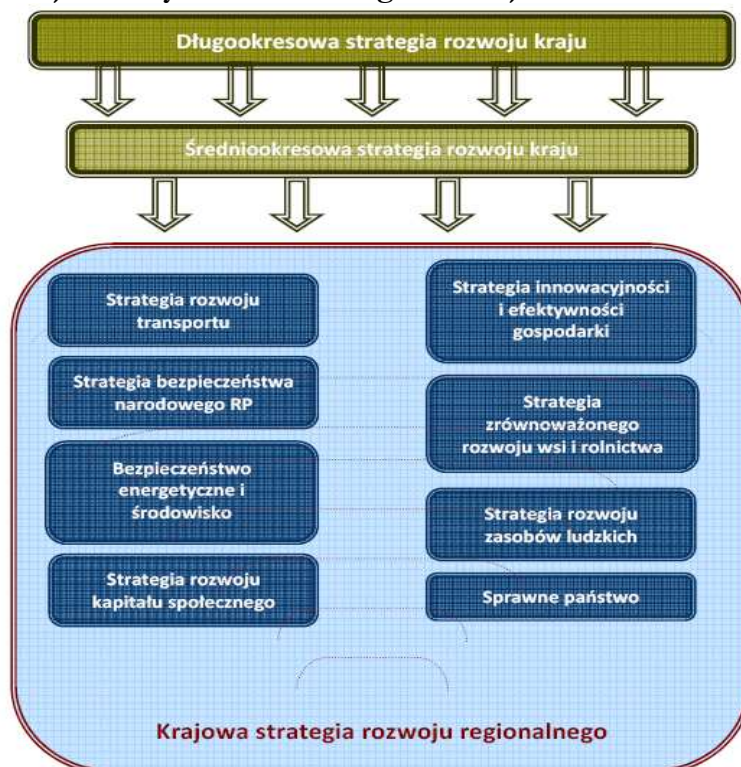 Długookresowa strategia rozwoju kraju
Średniookresowa strategia rozwoju kraju
Strategia rozwoju
transportu
Strategia bezpieczeństwa
narodowego RP
Bezpieczeństwo
energetyczne i
środowisko
Strategia rozwoju
kapitału społecznego
Strategia innowacyjności
i efektywności
gospodarki
Strategia
zrównoważonego
rozwoju wsi i rolnictwa
Strategia rozwoju
zasobów ludzkich
Sprawne państwo
Krajowa strategia rozwoju regionalnego